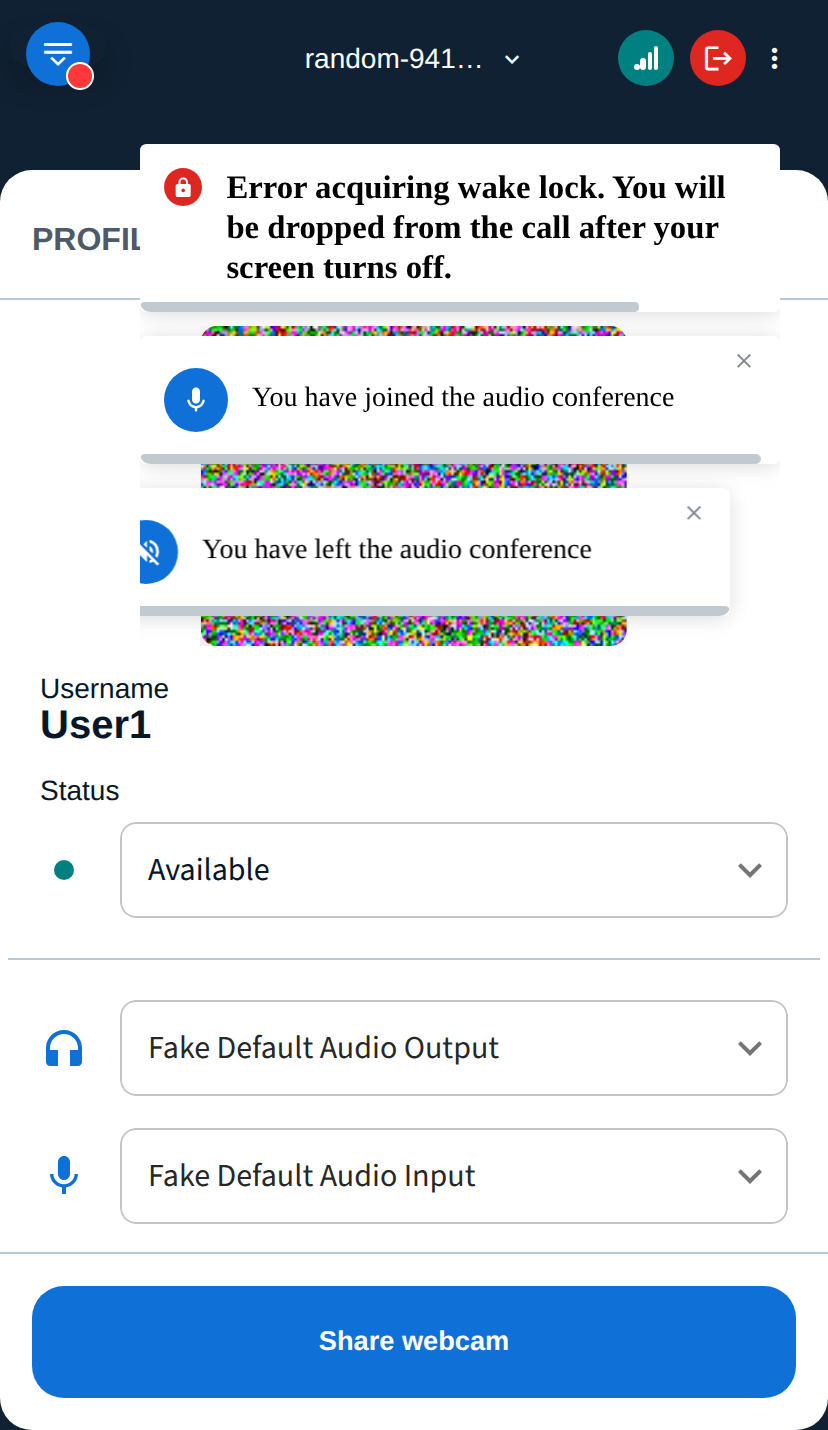 random-941…
PROFIL
Error acquiring wake lock. You will
be dropped from the call after your
screen turns off.
You have joined the audio conference
You have left the audio conference
Username
User1
Status
Available
Fake Default Audio Output
Fake Default Audio Input
Share webcam